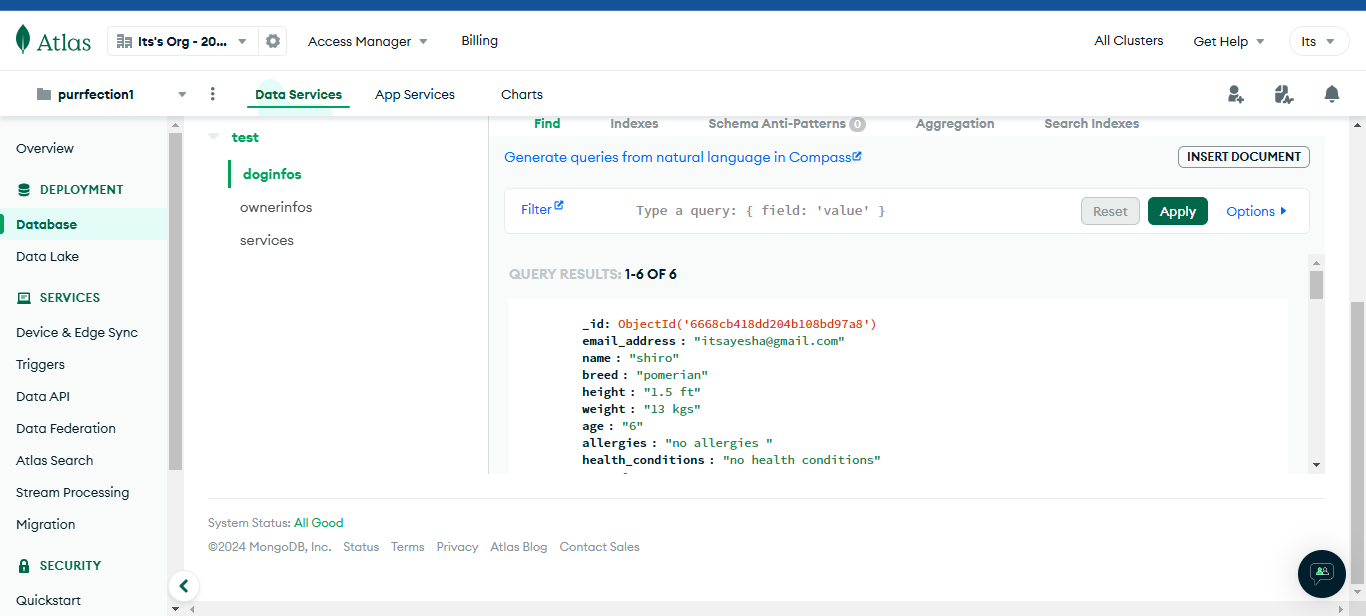 Atlas Its's Org - 20... Access Manager Billing All Clusters Get Help Its
purrfection1 Data Services App Services Charts
Overview
DEPLOYMENT
Database
Data Lake
SERVICES
Device & Edge Sync
Triggers
Data API
Data Federation
Atlas Search
Stream Processing
Migration
SECURITY
Quickstart
test
doginfos
ownerinfos
services
Find Indexes Schema Anti-Patterns 0 Aggregation Search Indexes
Generate queries from natural language in Compass
INSERT DOCUMENT
Filter Type a query: { field: 'value' } Reset Apply Options
QUERY RESULTS: 1-6 OF 6
_id: ObjectId('6668cb418dd204b108bd97a8')
email_address : "itsayesha@gmail.com"
name : "shiro"
breed : "pomerian"
height : "1.5 ft"
weight : "13 kgs"
age : "6"
allergies : "no allergies "
health_conditions : "no health conditions"
System Status: All Good
©2024 MongoDB, Inc. Status Terms Privacy Atlas Blog Contact Sales